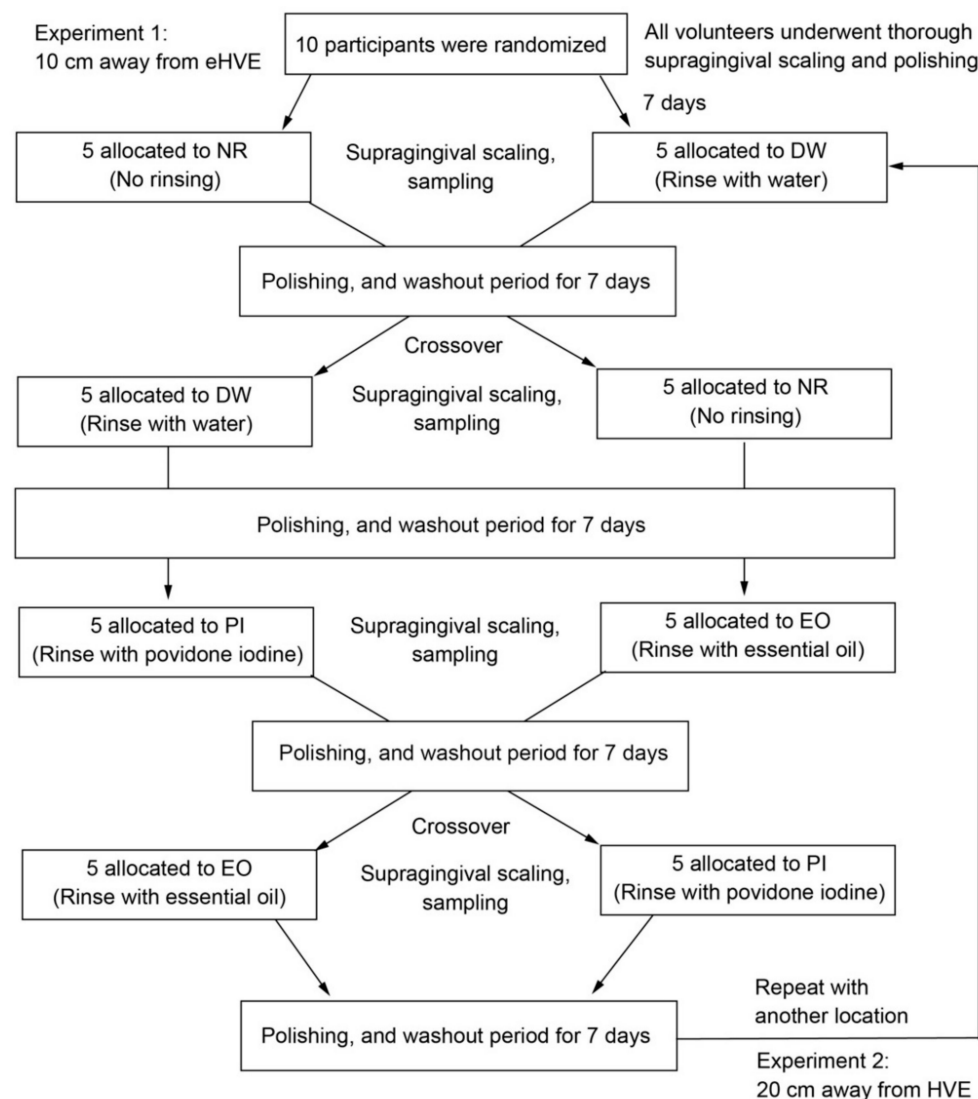 Experiment 1:
10 cm away from eHVE
10 participants were randomized
All volunteers underwent thorough
supragingival scaling and polishing
7 days
5 allocated to NR
(No rinsing)
Supragingival scaling,
sampling
5 allocated to DW
(Rinse with water)
Polishing, and washout period for 7 days
Crossover
5 allocated to DW
(Rinse with water)
Supragingival scaling,
sampling
5 allocated to NR
(No rinsing)
Polishing, and washout period for 7 days
5 allocated to PI
(Rinse with povidone iodine)
Supragingival scaling,
sampling
5 allocated to EO
(Rinse with essential oil)
Polishing, and washout period for 7 days
Crossover
5 allocated to EO
(Rinse with essential oil)
Supragingival scaling,
sampling
5 allocated to PI
(Rinse with povidone iodine)
Polishing, and washout period for 7 days
Repeat with
another location
Experiment 2:
20 cm away from HVE